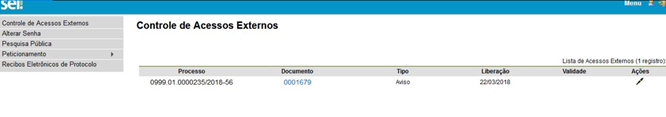 sei!
Menu
Controle de Acessos Externos
Alterar Senha
Pesquisa Pública
Peticionamento
Recibos Eletrônicos de Protocolo
Controle de Acessos Externos
Lista de Acessos Externos (1 registro):
Processo Documento Tipo Liberação Validade Ações
0999.01.0000235/2018-56 0001679 Aviso 22/03/2018